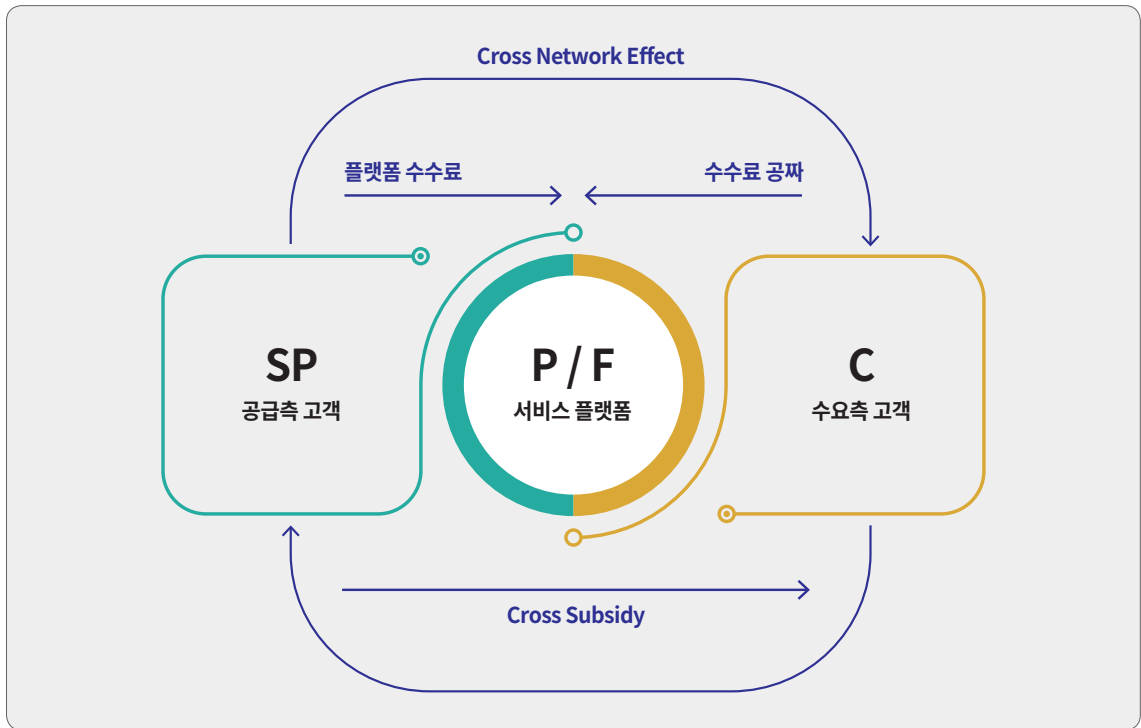 Cross Network Effect
플랫폼 수수료
수수료 공짜
SP
공급측 고객
P / F
서비스 플랫폼
C
수요측 고객
Cross Subsidy